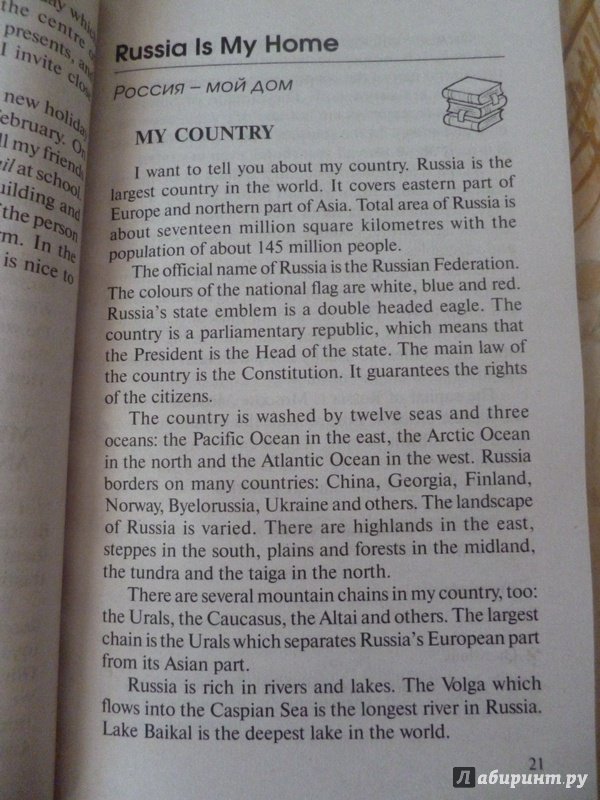 ay which
the centre of
presents, and
I invite close
new holiday
February. On
ll my friends
at school.
uilding and
f the person
rm. In the
is nice to
Russia Is My Home
Россия – мой дом
MY COUNTRY
I want to tell you about my country. Russia is the
largest country in the world. It covers eastern part of
Europe and northern part of Asia. Total area of Russia is
about seventeen million square kilometres with the
population of about 145 million people.
The official name of Russia is the Russian Federation.
The colours of the national flag are white, blue and red.
Russia's state emblem is a double headed eagle. The
country is a parliamentary republic, which means that
the President is the Head of the state. The main law of
the country is the Constitution. It guarantees the rights
of the citizens.
The country is washed by twelve seas and three
oceans: the Pacific Ocean in the east, the Arctic Ocean
in the north and the Atlantic Ocean in the west. Russia
borders on many countries: China, Georgia, Finland,
Norway, Byelorussia, Ukraine and others. The landscape
of Russia is varied. There are highlands in the east,
steppes in the south, plains and forests in the midland,
the tundra and the taiga in the north.
There are several mountain chains in my country, too:
the Urals, the Caucasus, the Altai and others. The largest
chain is the Urals which separates Russia's European part
from its Asian part.
Russia is rich in rivers and lakes. The Volga which
flows into the Caspian Sea is the longest river in Russia.
Lake Baikal is the deepest lake in the world.
21
лабиринт.ру